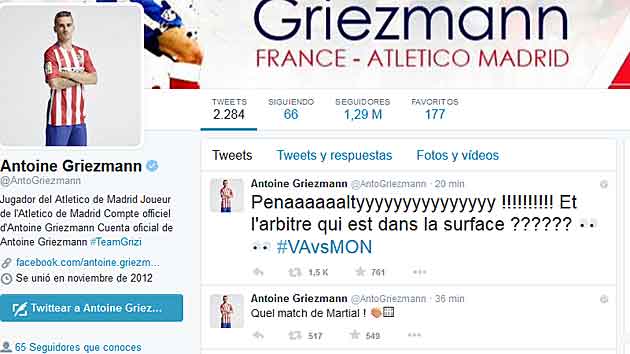 Griezmann
FRANCE - ATLETICO MADRID
TWEETS
2.284
SIGUIENDO
66
SEGUIDORES
1,29 M
FAVORITOS
177
Antoine Griezmann
@AntoGriezmann
Jugador del Atletico de Madrid Joueur
de l'Atletico de Madrid Compte officiel
d'Antoine Griezmann Cuenta oficial de
Antoine Griezmann #TeamGrizi
facebook.com/antoine.griezm...
Se unió en noviembre de 2012
Twittear a Antoine Griez...
65 Seguidores que conoces
Tweets
Tweets y respuestas
Fotos y vídeos
Antoine Griezmann @AntoGriezmann · 20 min
Penaaaaaaltyyyyyyyyyyyyyyy !!!!!!!!!! Et
l'arbitre qui est dans la surface ??????
#VAvsMON
1,5 K
761
Antoine Griezmann @AntoGriezmann · 36 min
Quel match de Martial !
517
549